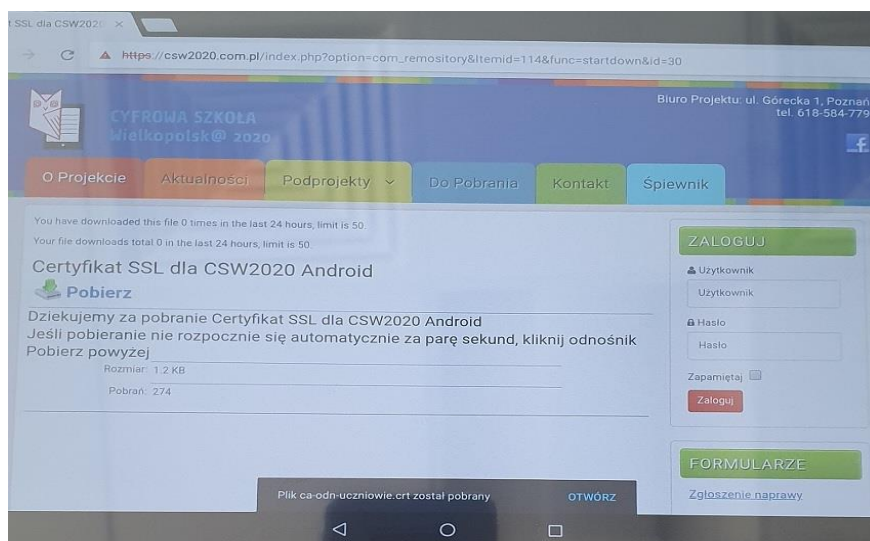 t SSL dla CSW2020 ×
https://csw2020.com.pl/index.php?option=com_remository&Itemid=114&func=startdown&id=30
Biuro Projektu: ul. Górecka 1, Poznań
tel. 618-584-779
CYFROWA SZKOŁA
Wielkopolsk@ 2020
f
O Projekcie Aktualności Podprojekty Do Pobrania Kontakt Śpiewnik
You have downloaded this file 0 times in the last 24 hours, limit is 50.
Your file downloads total 0 in the last 24 hours, limit is 50
Certyfikat SSL dla CSW2020 Android
Pobierz
Dziekujemy za pobranie Certyfikat SSL dla CSW2020 Android
Jeśli pobieranie nie rozpocznie się automatycznie za parę sekund, kliknij odnośnik
Pobierz powyżej
Rozmiar: 1.2 KB
Pobrań: 274
ZALOGUJ
Użytkownik
Użytkownik
Hasło
Hasło
Zapamiętaj
Zaloguj
FORMULARZE
Zgłoszenie naprawy
Plik ca-odn-uczniowie.crt został pobrany OTWÓRZ